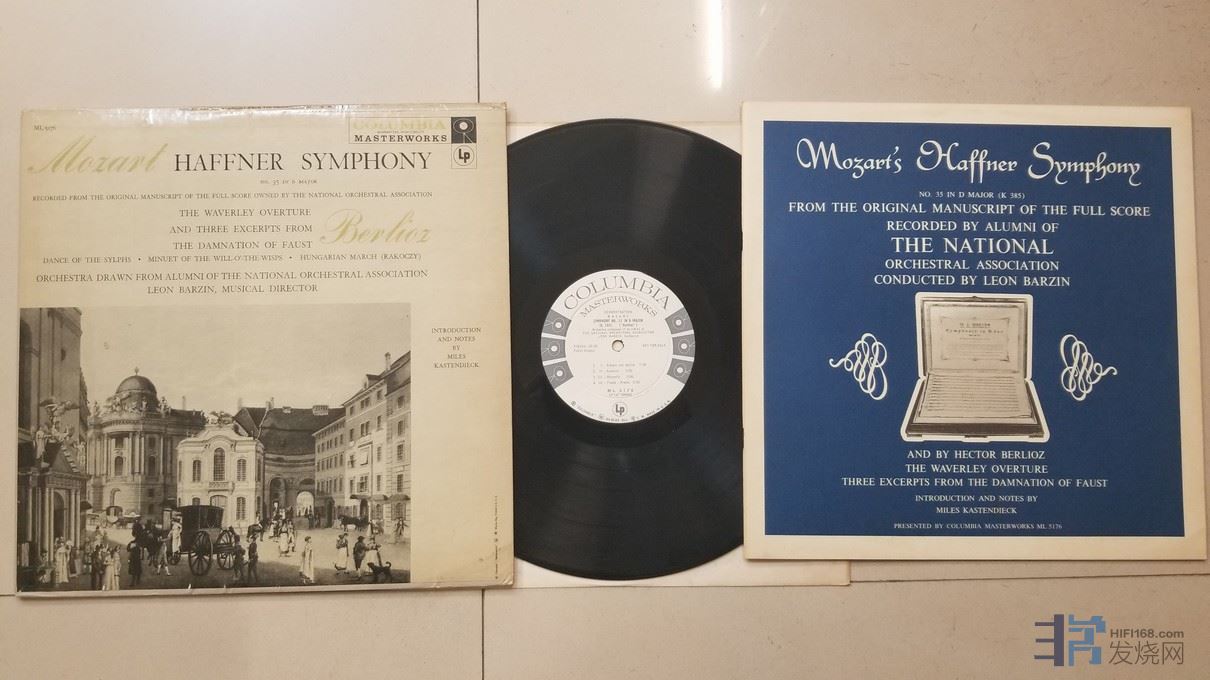 ML 5176
COLUMBIA
MASTERWORKS
Lp
Mozart HAFFNER SYMPHONY
NO. 35 IN D MAJOR
RECORDED FROM THE ORIGINAL MANUSCRIPT OF THE FULL SCORE OWNED BY THE NATIONAL ORCHESTRAL ASSOCIATION
THE WAVERLEY OVERTURE
AND THREE EXCERPTS FROM
THE DAMNATION OF FAUST
Berlioz
DANCE OF THE SYLPHS • MINUET OF THE WILL-O'-THE-WISPS • HUNGARIAN MARCH (RAKOCZY)
ORCHESTRA DRAWN FROM ALUMNI OF THE NATIONAL ORCHESTRAL ASSOCIATION
LEON BARZIN, MUSICAL DIRECTOR
INTRODUCTION
AND NOTES
BY
MILES
KASTENDIECK
COLUMBIA
MASTERWORKS
ML 5176
Lp
Mozart's Haffner Symphony
NO. 35 IN D MAJOR (K 385)
FROM THE ORIGINAL MANUSCRIPT OF THE FULL SCORE
RECORDED BY ALUMNI OF
THE NATIONAL
ORCHESTRAL ASSOCIATION
CONDUCTED BY LEON BARZIN
AND BY HECTOR BERLIOZ
THE WAVERLEY OVERTURE
THREE EXCERPTS FROM THE DAMNATION OF FAUST
INTRODUCTION AND NOTES BY
MILES KASTENDIECK
PRESENTED BY COLUMBIA MASTERWORKS ML 5176
HIFI168.com
发烧网